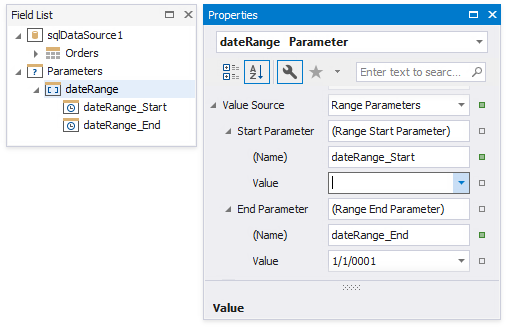 Field List
sqlDataSource1
Orders
Parameters
dateRange
dateRange_Start
dateRange_End
Properties
dateRange Parameter
Enter text to searc...
Value Source Range Parameters
Start Parameter (Range Start Parameter)
(Name) dateRange_Start
Value
End Parameter (Range End Parameter)
(Name) dateRange_End
Value 1/1/0001
Value